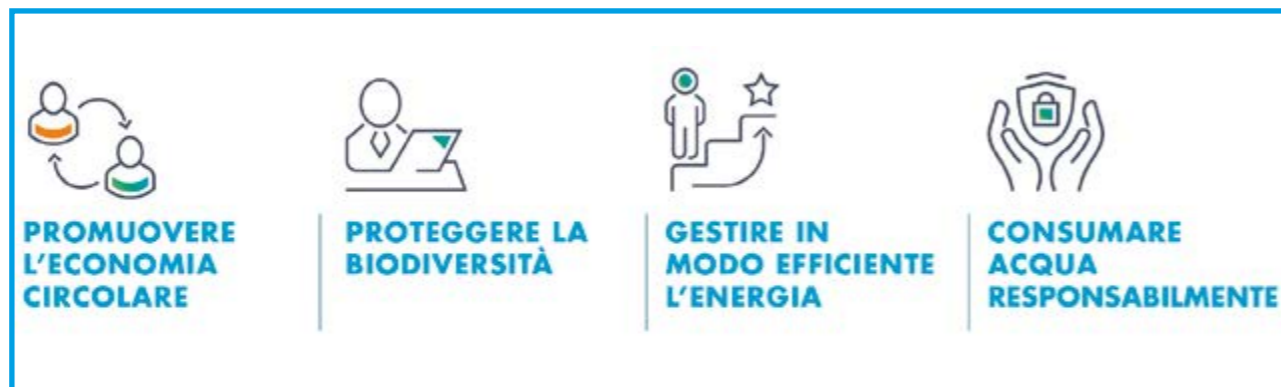 PROMUOVERE
L'ECONOMIA
CIRCOLARE
PROTEGGERE LA
BIODIVERSITÀ
GESTIRE IN
MODO EFFICIENTE
L'ENERGIA
CONSUMARE
ACQUA
RESPONSABILMENTE